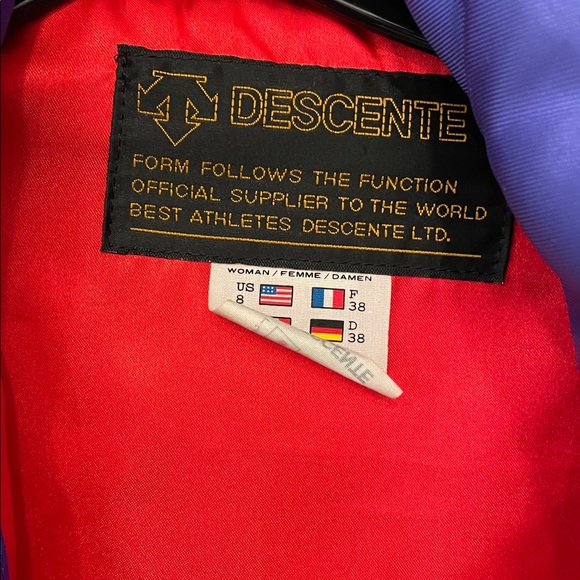 DESCENTE
FORM FOLLOWS THE FUNCTION
OFFICIAL SUPPLIER TO THE WORLD
BEST ATHLETES DESCENTE LTD.
WOMAN / FEMME / DAMEN
US F
8 38
D
38
DESCENTE